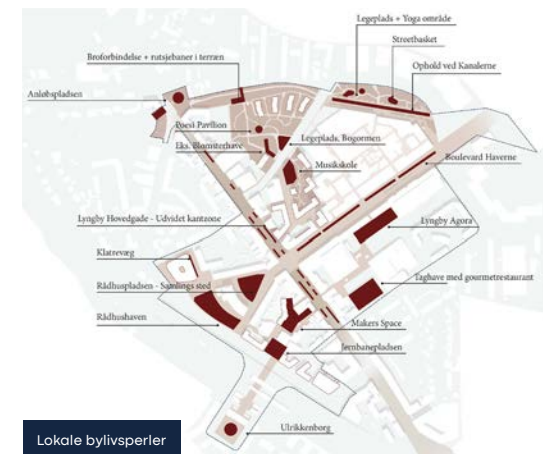 Legeplads + Yoga område
Streetbasket
Broforbindelse + rutsjebaner i terræn
Ophold ved Kanalerne
Anløbspladsen
Poesi Pavilion
Legeplads, Bogormen
Eks. Blomsterhave
Boulevard Haverne
Musikskole
Lyngby Hovedgade - Udvidet kantzone
Lyngby Agora
Klatrevæg
Taghave med gourmetrestaurant
Rådhuspladsen - Samlings sted
Rådhushaven
Makers Space
Jernbanepladsen
Ulrikkenborg
Lokale bylivsperler